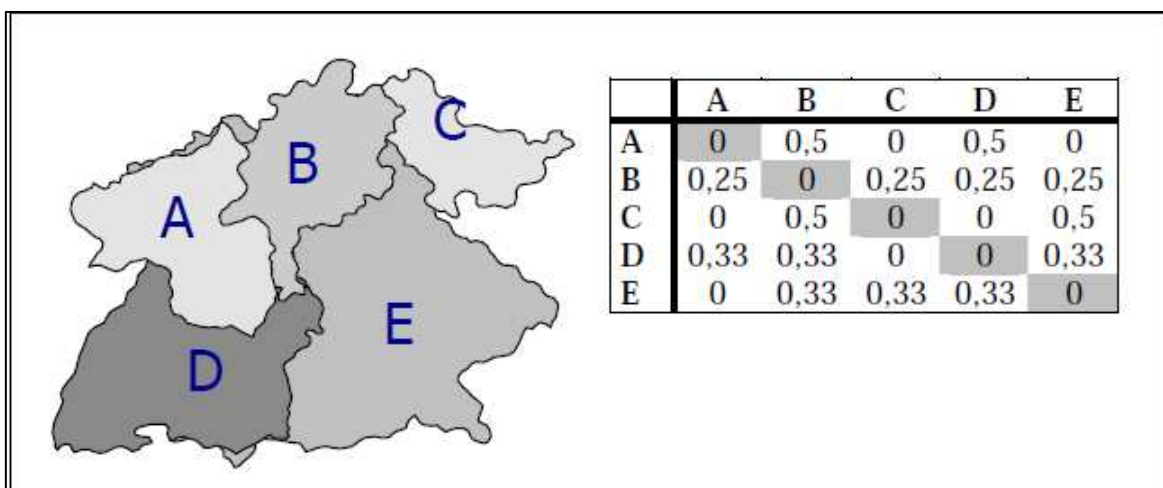 C
B
A
E
D
A B C D E
A 0 0,5 0 0,5 0
B 0,25 0 0,25 0,25 0,25
C 0 0,5 0 0 0,5
D 0,33 0,33 0 0 0,33
E 0 0,33 0,33 0,33 0